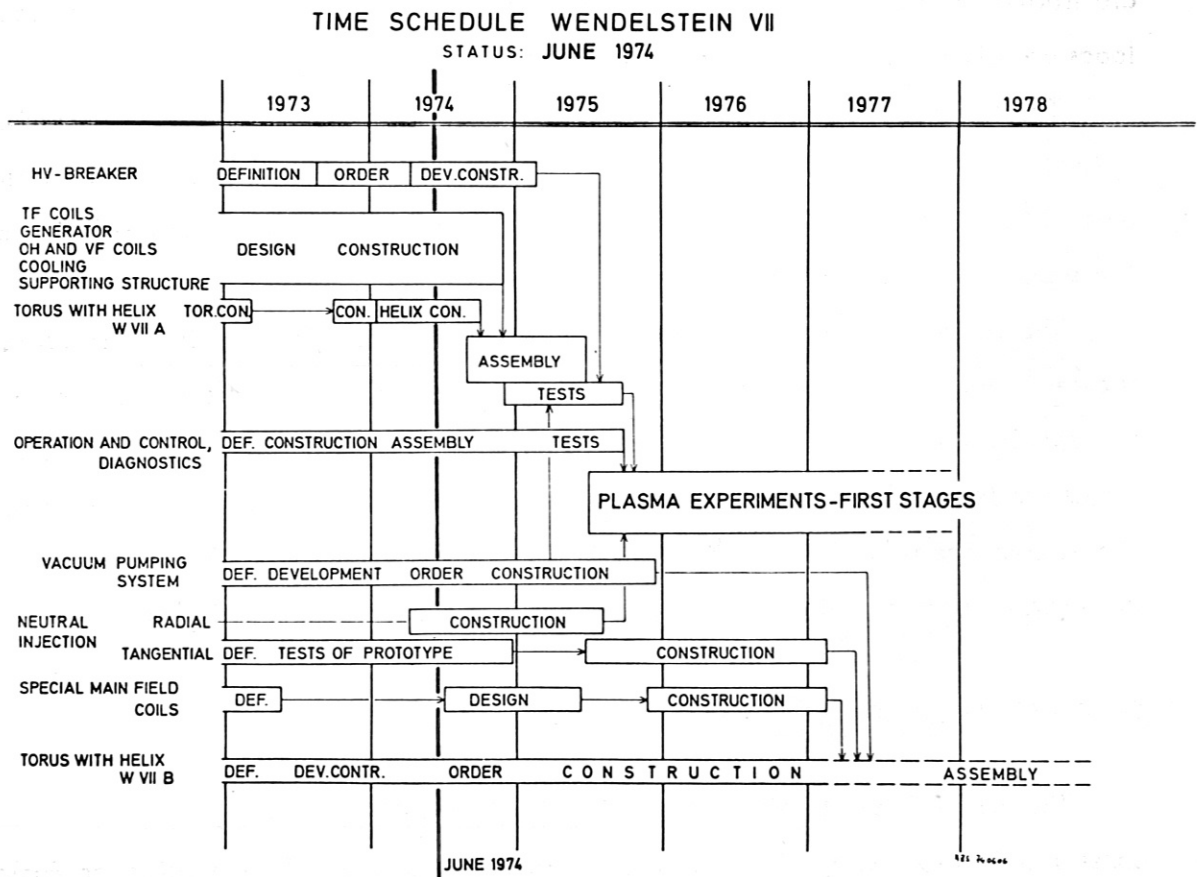 TIME SCHEDULE WENDELSTEIN VII
STATUS: JUNE 1974
1973 1974 1975 1976 1977 1978
HV-BREAKER DEFINITION ORDER DEV.CONSTR.
TF COILS
GENERATOR
OH AND VF COILS DESIGN CONSTRUCTION
COOLING
SUPPORTING STRUCTURE
TORUS WITH HELIX TOR.CON. CON. HELIX CON.
W VII A
ASSEMBLY
TESTS
OPERATION AND CONTROL, DEF. CONSTRUCTION ASSEMBLY TESTS
DIAGNOSTICS
PLASMA EXPERIMENTS-FIRST STAGES
VACUUM PUMPING
SYSTEM DEF. DEVELOPMENT ORDER CONSTRUCTION
NEUTRAL RADIAL CONSTRUCTION
INJECTION
TANGENTIAL DEF. TESTS OF PROTOTYPE CONSTRUCTION
SPECIAL MAIN FIELD DEF. DESIGN CONSTRUCTION
COILS
TORUS WITH HELIX
W VII B DEF. DEV.CONTR. ORDER CONSTRUCTION ASSEMBLY
JUNE 1974